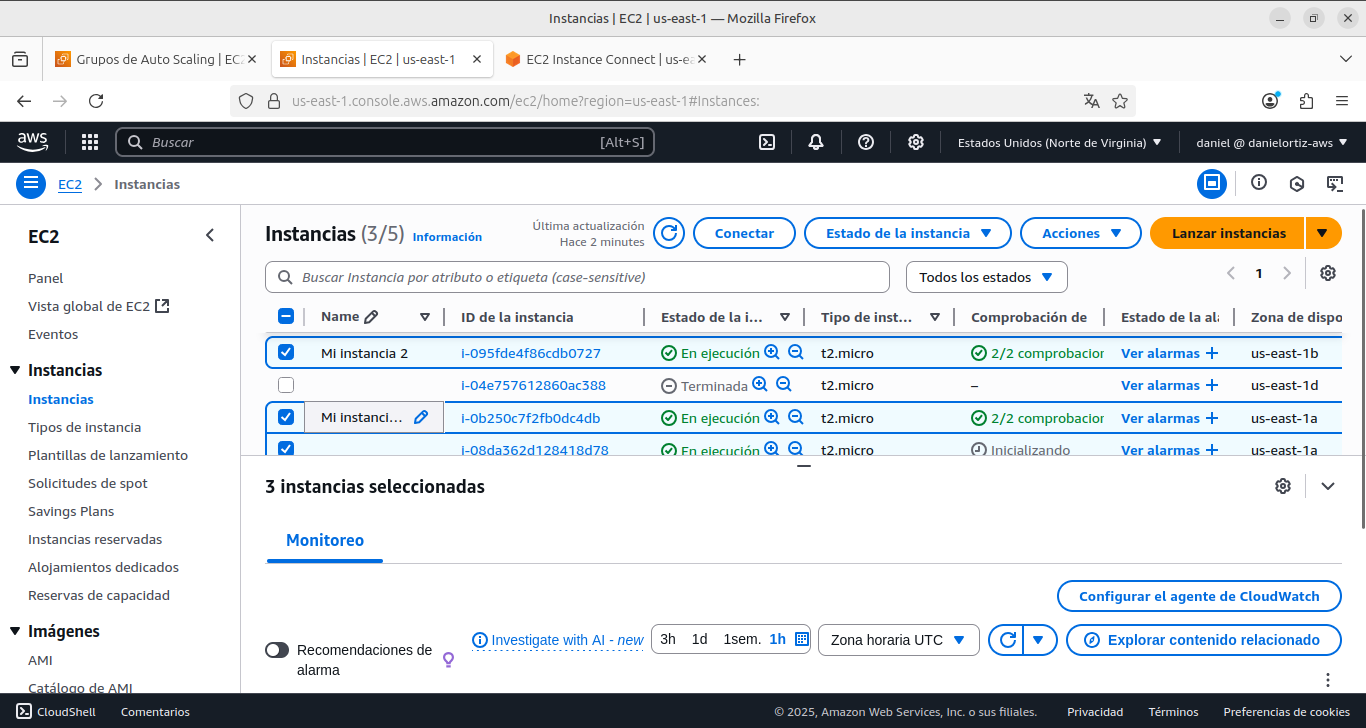 Instancias | EC2 | us-east-1 — Mozilla Firefox
Grupos de Auto Scaling | EC2
Instancias | EC2 | us-east-1
EC2 Instance Connect | us-ea
us-east-1.console.aws.amazon.com/ec2/home?region=us-east-1#Instances:
aws
Buscar
[Alt+S]
Estados Unidos (Norte de Virginia)
daniel @ danielortiz-aws
EC2
Instancias
EC2
Panel
Vista global de EC2
Eventos
Instancias
Instancias
Tipos de instancia
Plantillas de lanzamiento
Solicitudes de spot
Savings Plans
Instancias reservadas
Alojamientos dedicados
Reservas de capacidad
Imágenes
AMI
Catálogo de AMI
Instancias (3/5) Información
Última actualización
Hace 2 minutes
Conectar
Estado de la instancia
Acciones
Lanzar instancias
Buscar Instancia por atributo o etiqueta (case-sensitive)
Todos los estados
1
Name ID de la instancia Estado de la i... Tipo de inst... Comprobación de Estado de la ala Zona de dispo
Mi instancia 2 i-095fde4f86cdb0727 En ejecución t2.micro 2/2 comprobacior Ver alarmas + us-east-1b
i-04e757612860ac388 Terminada t2.micro – Ver alarmas + us-east-1d
Mi instanci... i-0b250c7f2fb0dc4db En ejecución t2.micro 2/2 comprobacior Ver alarmas + us-east-1a
i-08da362d128418d78 En ejecución t2.micro Inicializando Ver alarmas + us-east-1a
3 instancias seleccionadas
Monitoreo
Configurar el agente de CloudWatch
Recomendaciones de
alarma
Investigate with AI - new
3h 1d 1sem. 1h
Zona horaria UTC
Explorar contenido relacionado
CloudShell
Comentarios
© 2025, Amazon Web Services, Inc. o sus filiales.
Privacidad
Términos
Preferencias de cookies